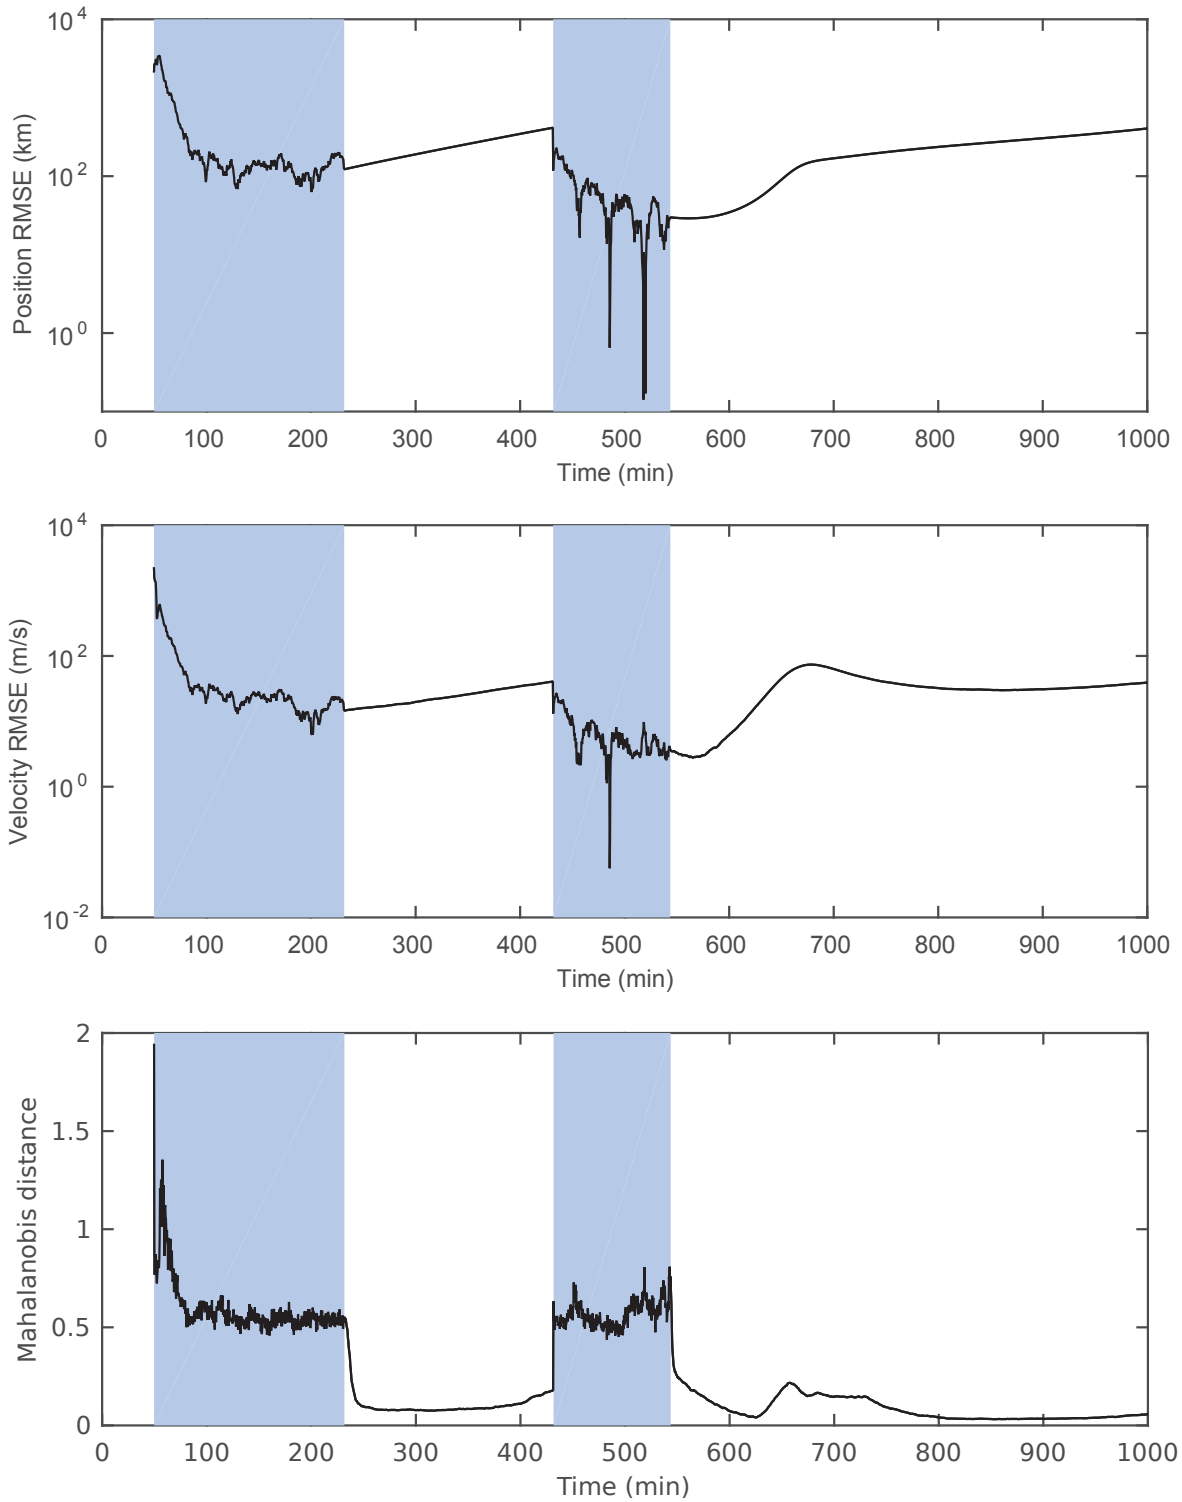 10^4
10^2
10^0
Position RMSE (km)
0 100 200 300 400 500 600 700 800 900 1000
Time (min)
10^4
10^2
10^0
10^-2
Velocity RMSE (m/s)
0 100 200 300 400 500 600 700 800 900 1000
Time (min)
2
1.5
1
0.5
0
Mahalanobis distance
0 100 200 300 400 500 600 700 800 900 1000
Time (min)